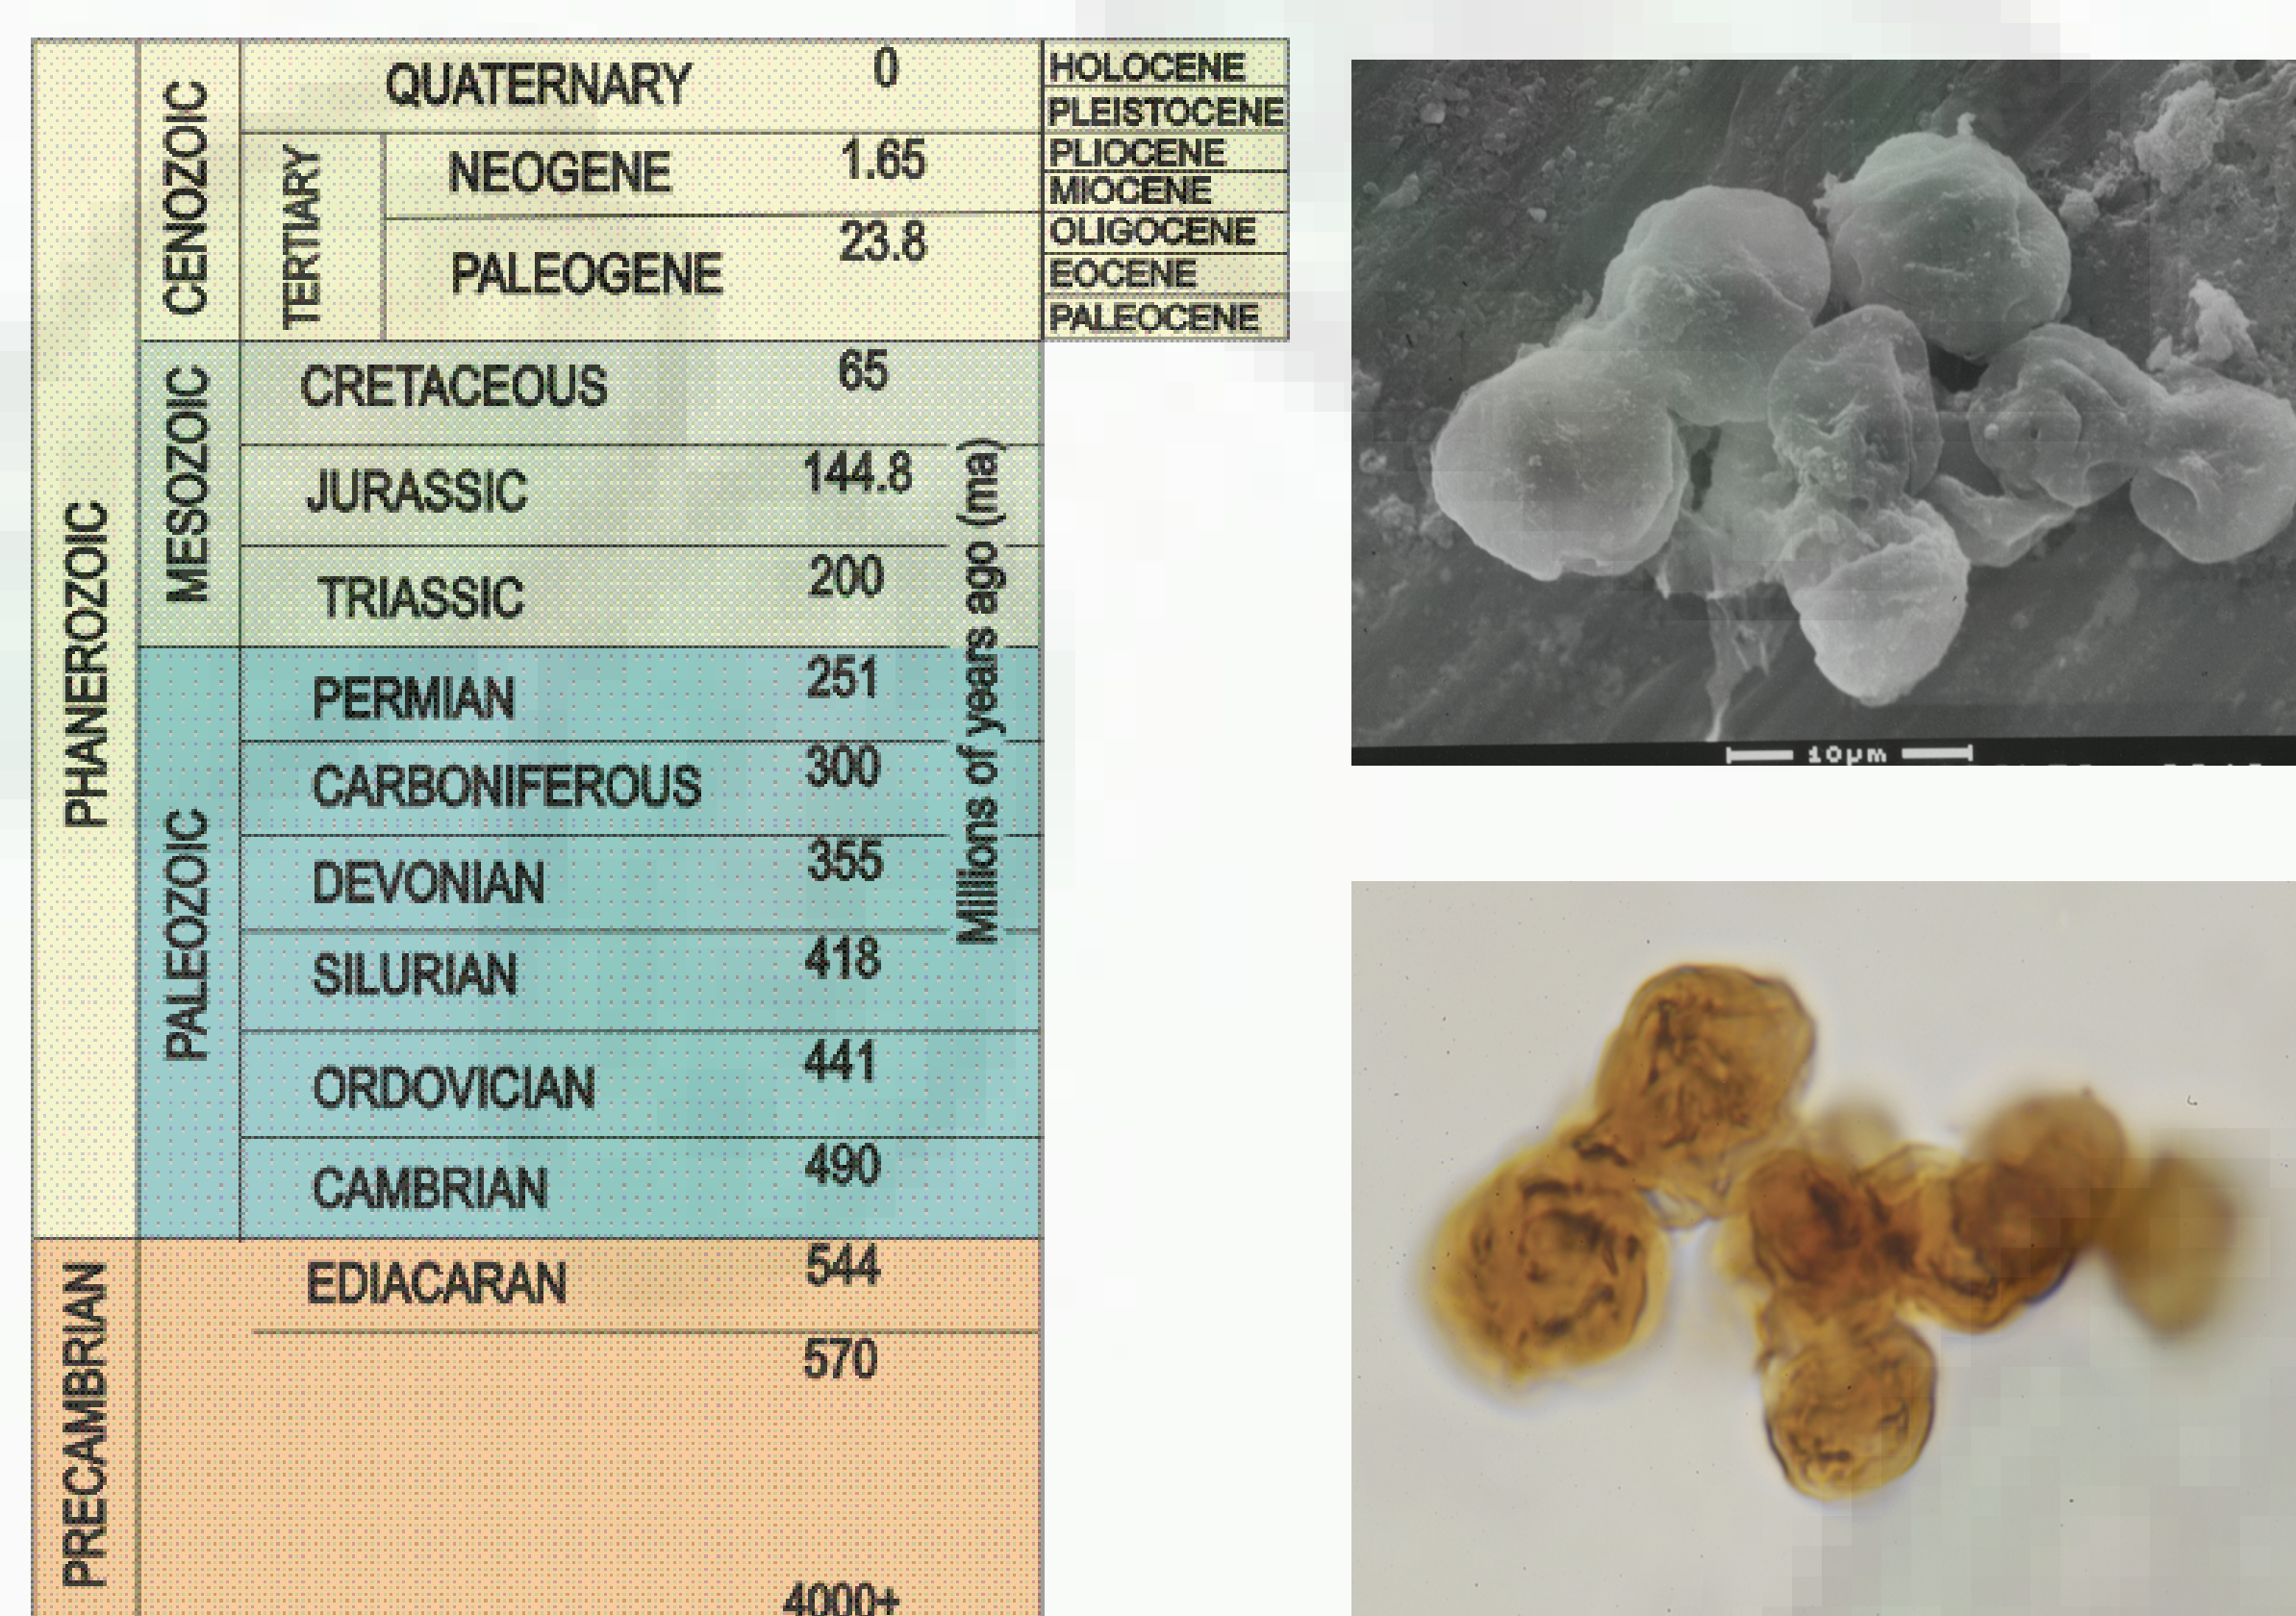 PHANEROZOIC
PRECAMBRIAN
CENOZOIC
MESOZOIC
PALEOZOIC
TERTIARY
QUATERNARY 0
NEOGENE 1.65
PALEOGENE 23.8
CRETACEOUS 65
JURASSIC 144.8
TRIASSIC 200
PERMIAN 251
CARBONIFEROUS 300
DEVONIAN 355
SILURIAN 418
ORDOVICIAN 441
CAMBRIAN 490
EDIACARAN 544
570
4000+
Millions of years ago (ma)
HOLOCENE
PLEISTOCENE
PLIOCENE
MIOCENE
OLIGOCENE
EOCENE
PALEOCENE
10µm